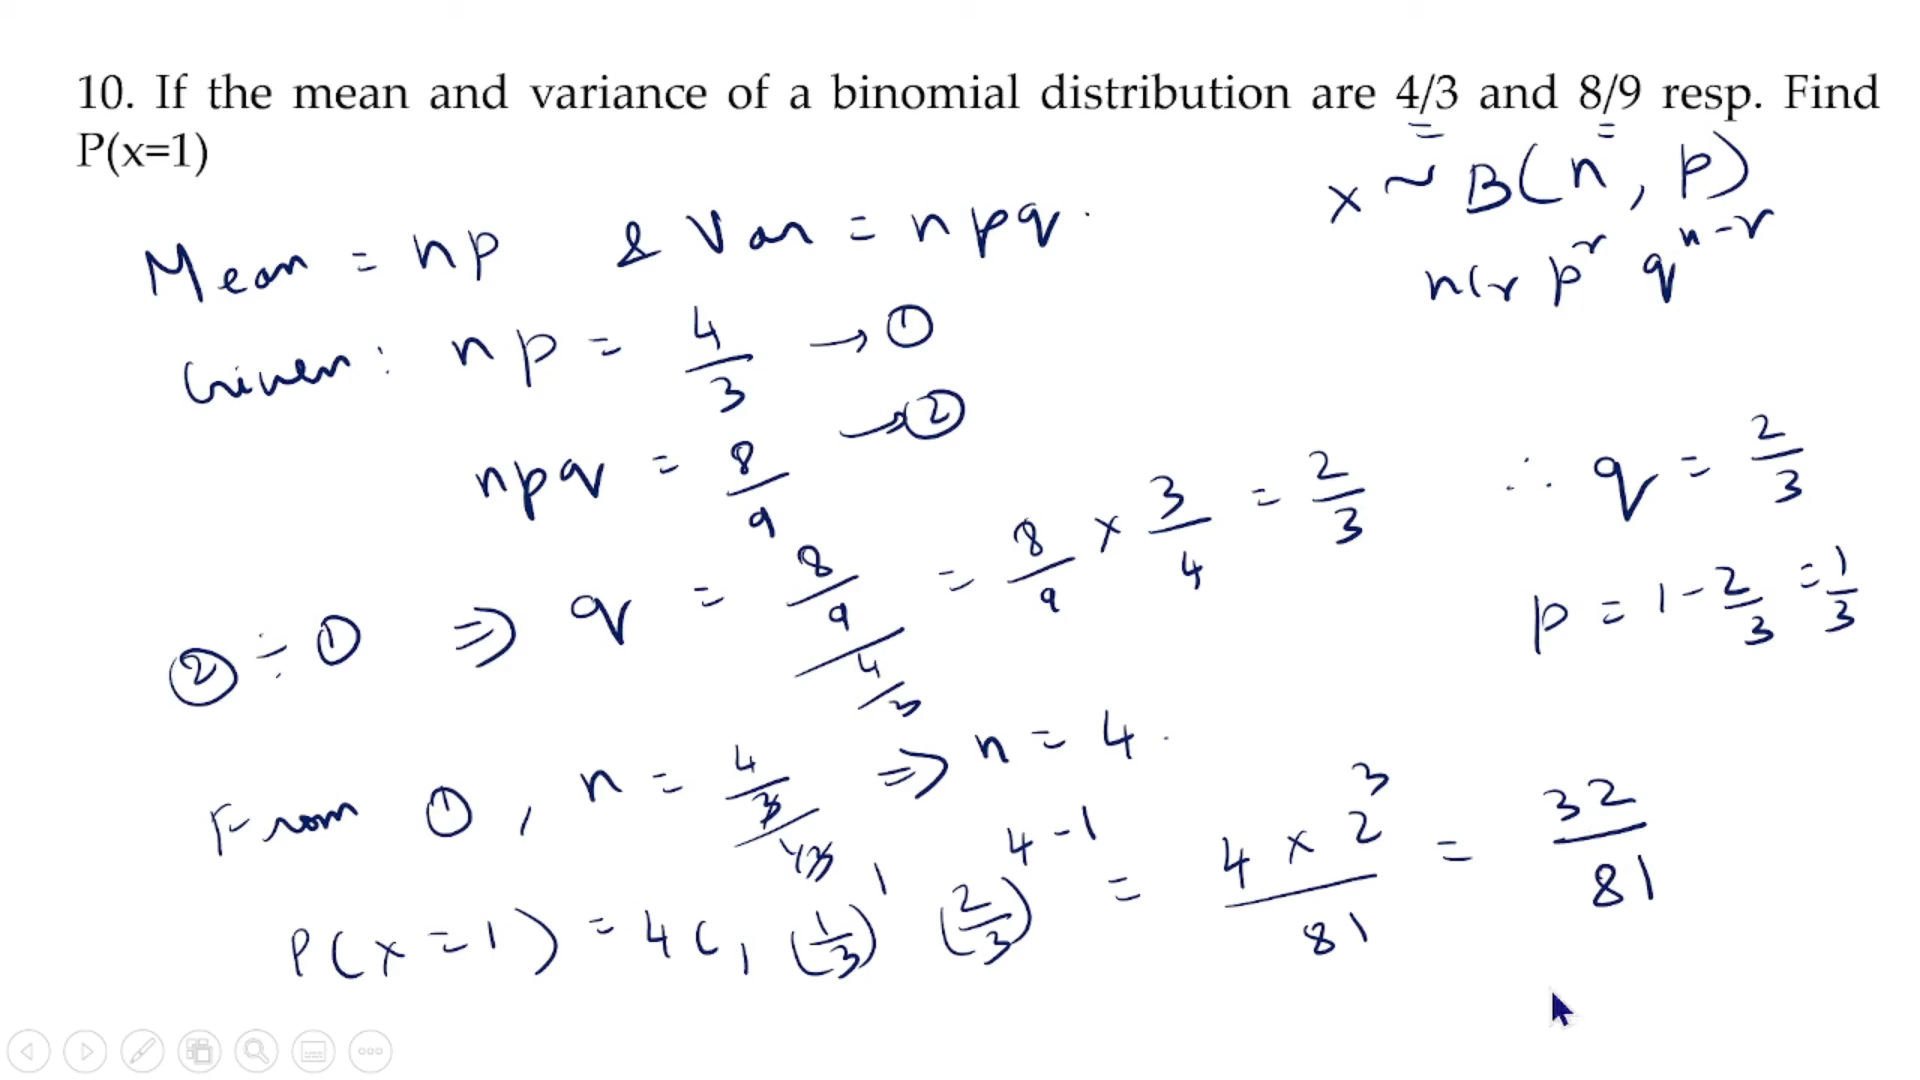 10. If the mean and variance of a binomial distribution are 4/3 and 8/9 resp. Find
P(x=1)
x ~ B(n, p)
nCr p^r q^(n-r)
Mean = np & Var = npq.
Given: np = 4/3 → ①
npq = 8/9 → ②
② ÷ ① ⇒ q = (8/9)/(4/3) = 8/9 × 3/4 = 2/3 ∴ q = 2/3
p = 1 - 2/3 = 1/3
From ①, n = (4/3)/(1/3) ⇒ n = 4.
P(x=1) = 4C1 (1/3)^1 (2/3)^(4-1) = (4 × 2^3)/81 = 32/81